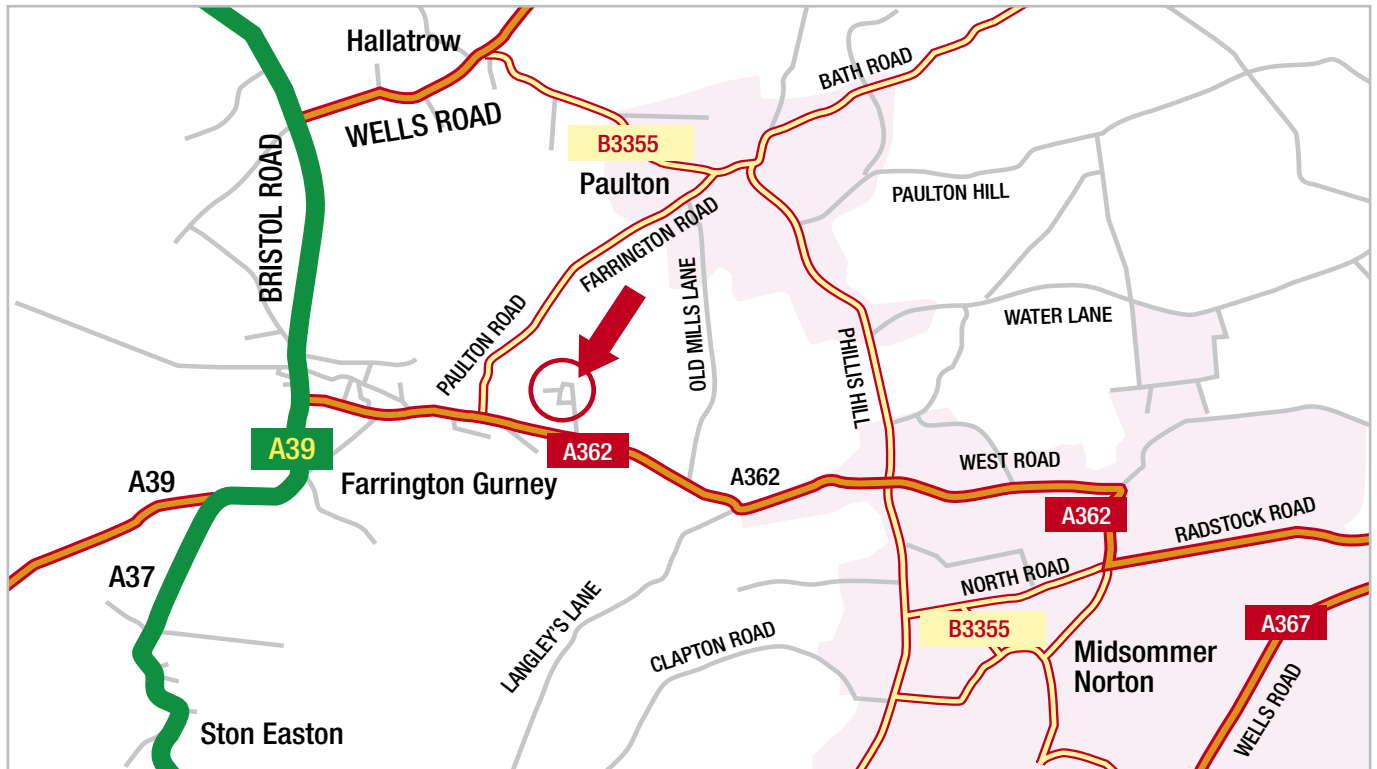 Hallatrow
WELLS ROAD
BATH ROAD
B3355
Paulton
PAULTON HILL
BRISTOL ROAD
FARRINGTON ROAD
OLD MILLS LANE
PAULTON ROAD
WATER LANE
PHILLIS HILL
A39
A362
Farrington Gurney
A39
A362
WEST ROAD
A362
RADSTOCK ROAD
A37
NORTH ROAD
B3355
A367
LANGLEY'S LANE
CLAPTON ROAD
Midsommer
Norton
WELLS ROAD
Ston Easton